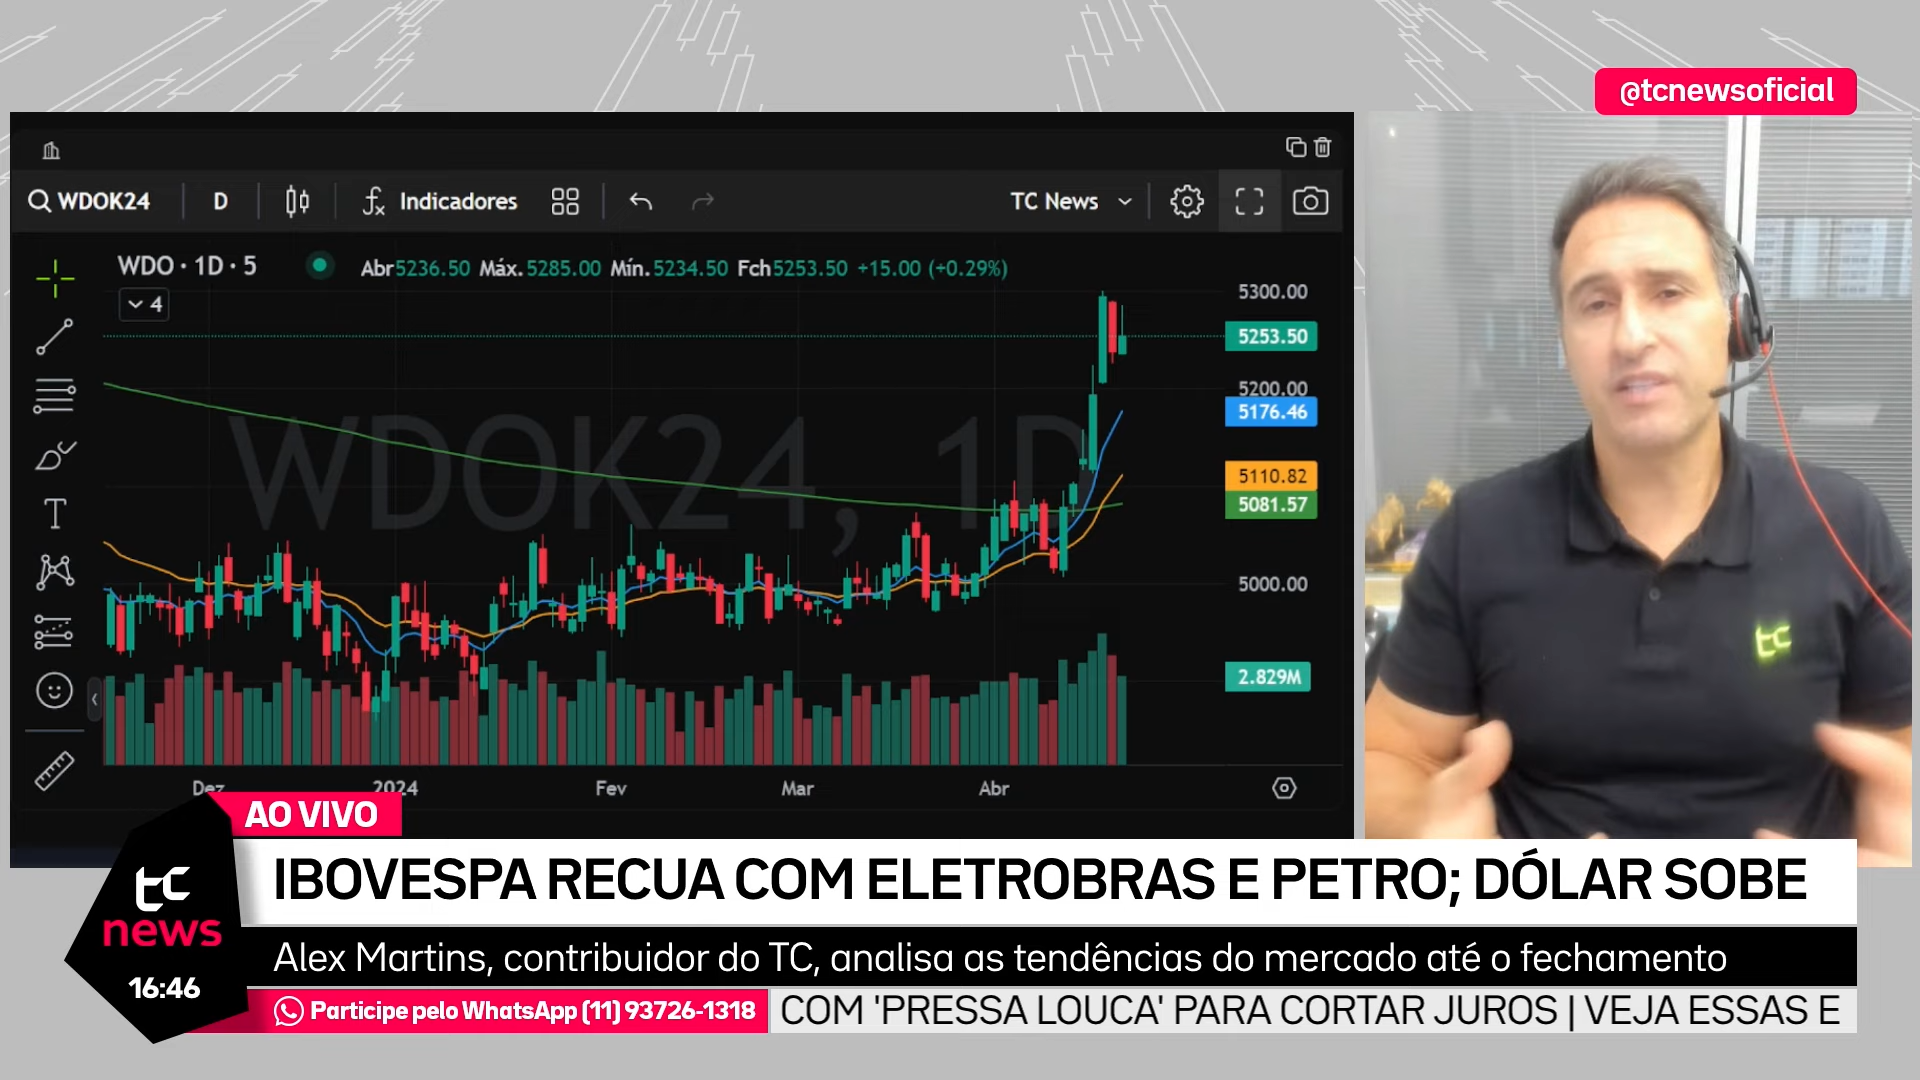 @tcnewsoficial
WDOK24 D Indicadores TC News
WDO · 1D · 5 Abr5236.50 Máx.5285.00 Mín.5234.50 Fch5253.50 +15.00 (+0.29%)
4
WDOK24, 1D
5300.00
5253.50
5200.00
5176.46
5110.82
5081.57
5000.00
2.829M
T
Dez 2024 Fev Mar Abr
tc
AO VIVO
IBOVESPA RECUA COM ELETROBRAS E PETRO; DÓLAR SOBE
Alex Martins, contribuidor do TC, analisa as tendências do mercado até o fechamento
tc
news
16:46
Participe pelo WhatsApp (11) 93726-1318
COM 'PRESSA LOUCA' PARA CORTAR JUROS | VEJA ESSAS E